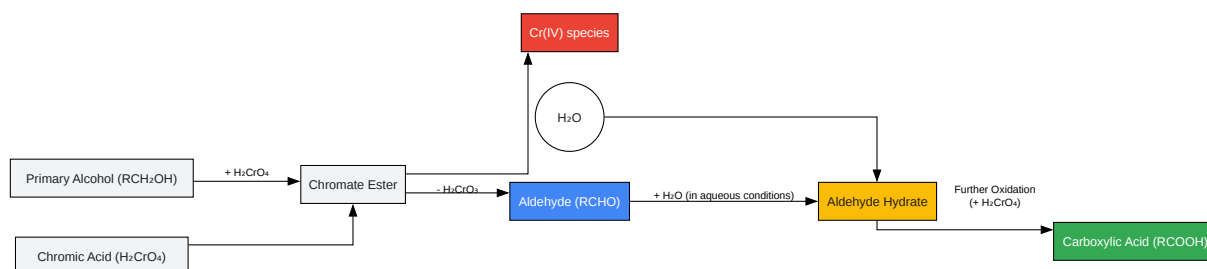 Cr(IV) species
H₂O
Primary Alcohol (RCH₂OH)
+ H₂CrO₄
Chromate Ester
- H₂CrO₃
Aldehyde (RCHO)
+ H₂O (in aqueous conditions)
Aldehyde Hydrate
Further Oxidation
(+ H₂CrO₄)
Carboxylic Acid (RCOOH)
Chromic Acid (H₂CrO₄)